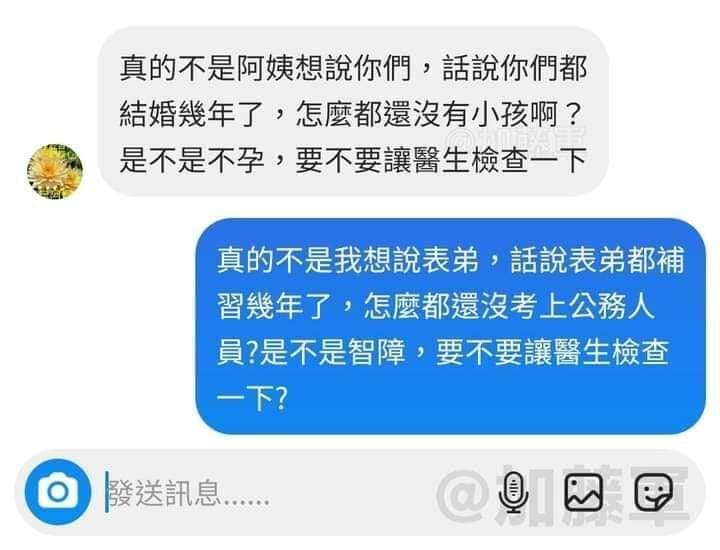 真的不是阿姨想說你們，話說你們都
結婚幾年了，怎麼都還沒有小孩啊？
是不是不孕，要不要讓醫生檢查一下
真的不是我想說表弟，話說表弟都補
習幾年了，怎麼都還沒考上公務人
員?是不是智障，要不要讓醫生檢查
一下?
發送訊息......
@加藤軍
@加藤軍